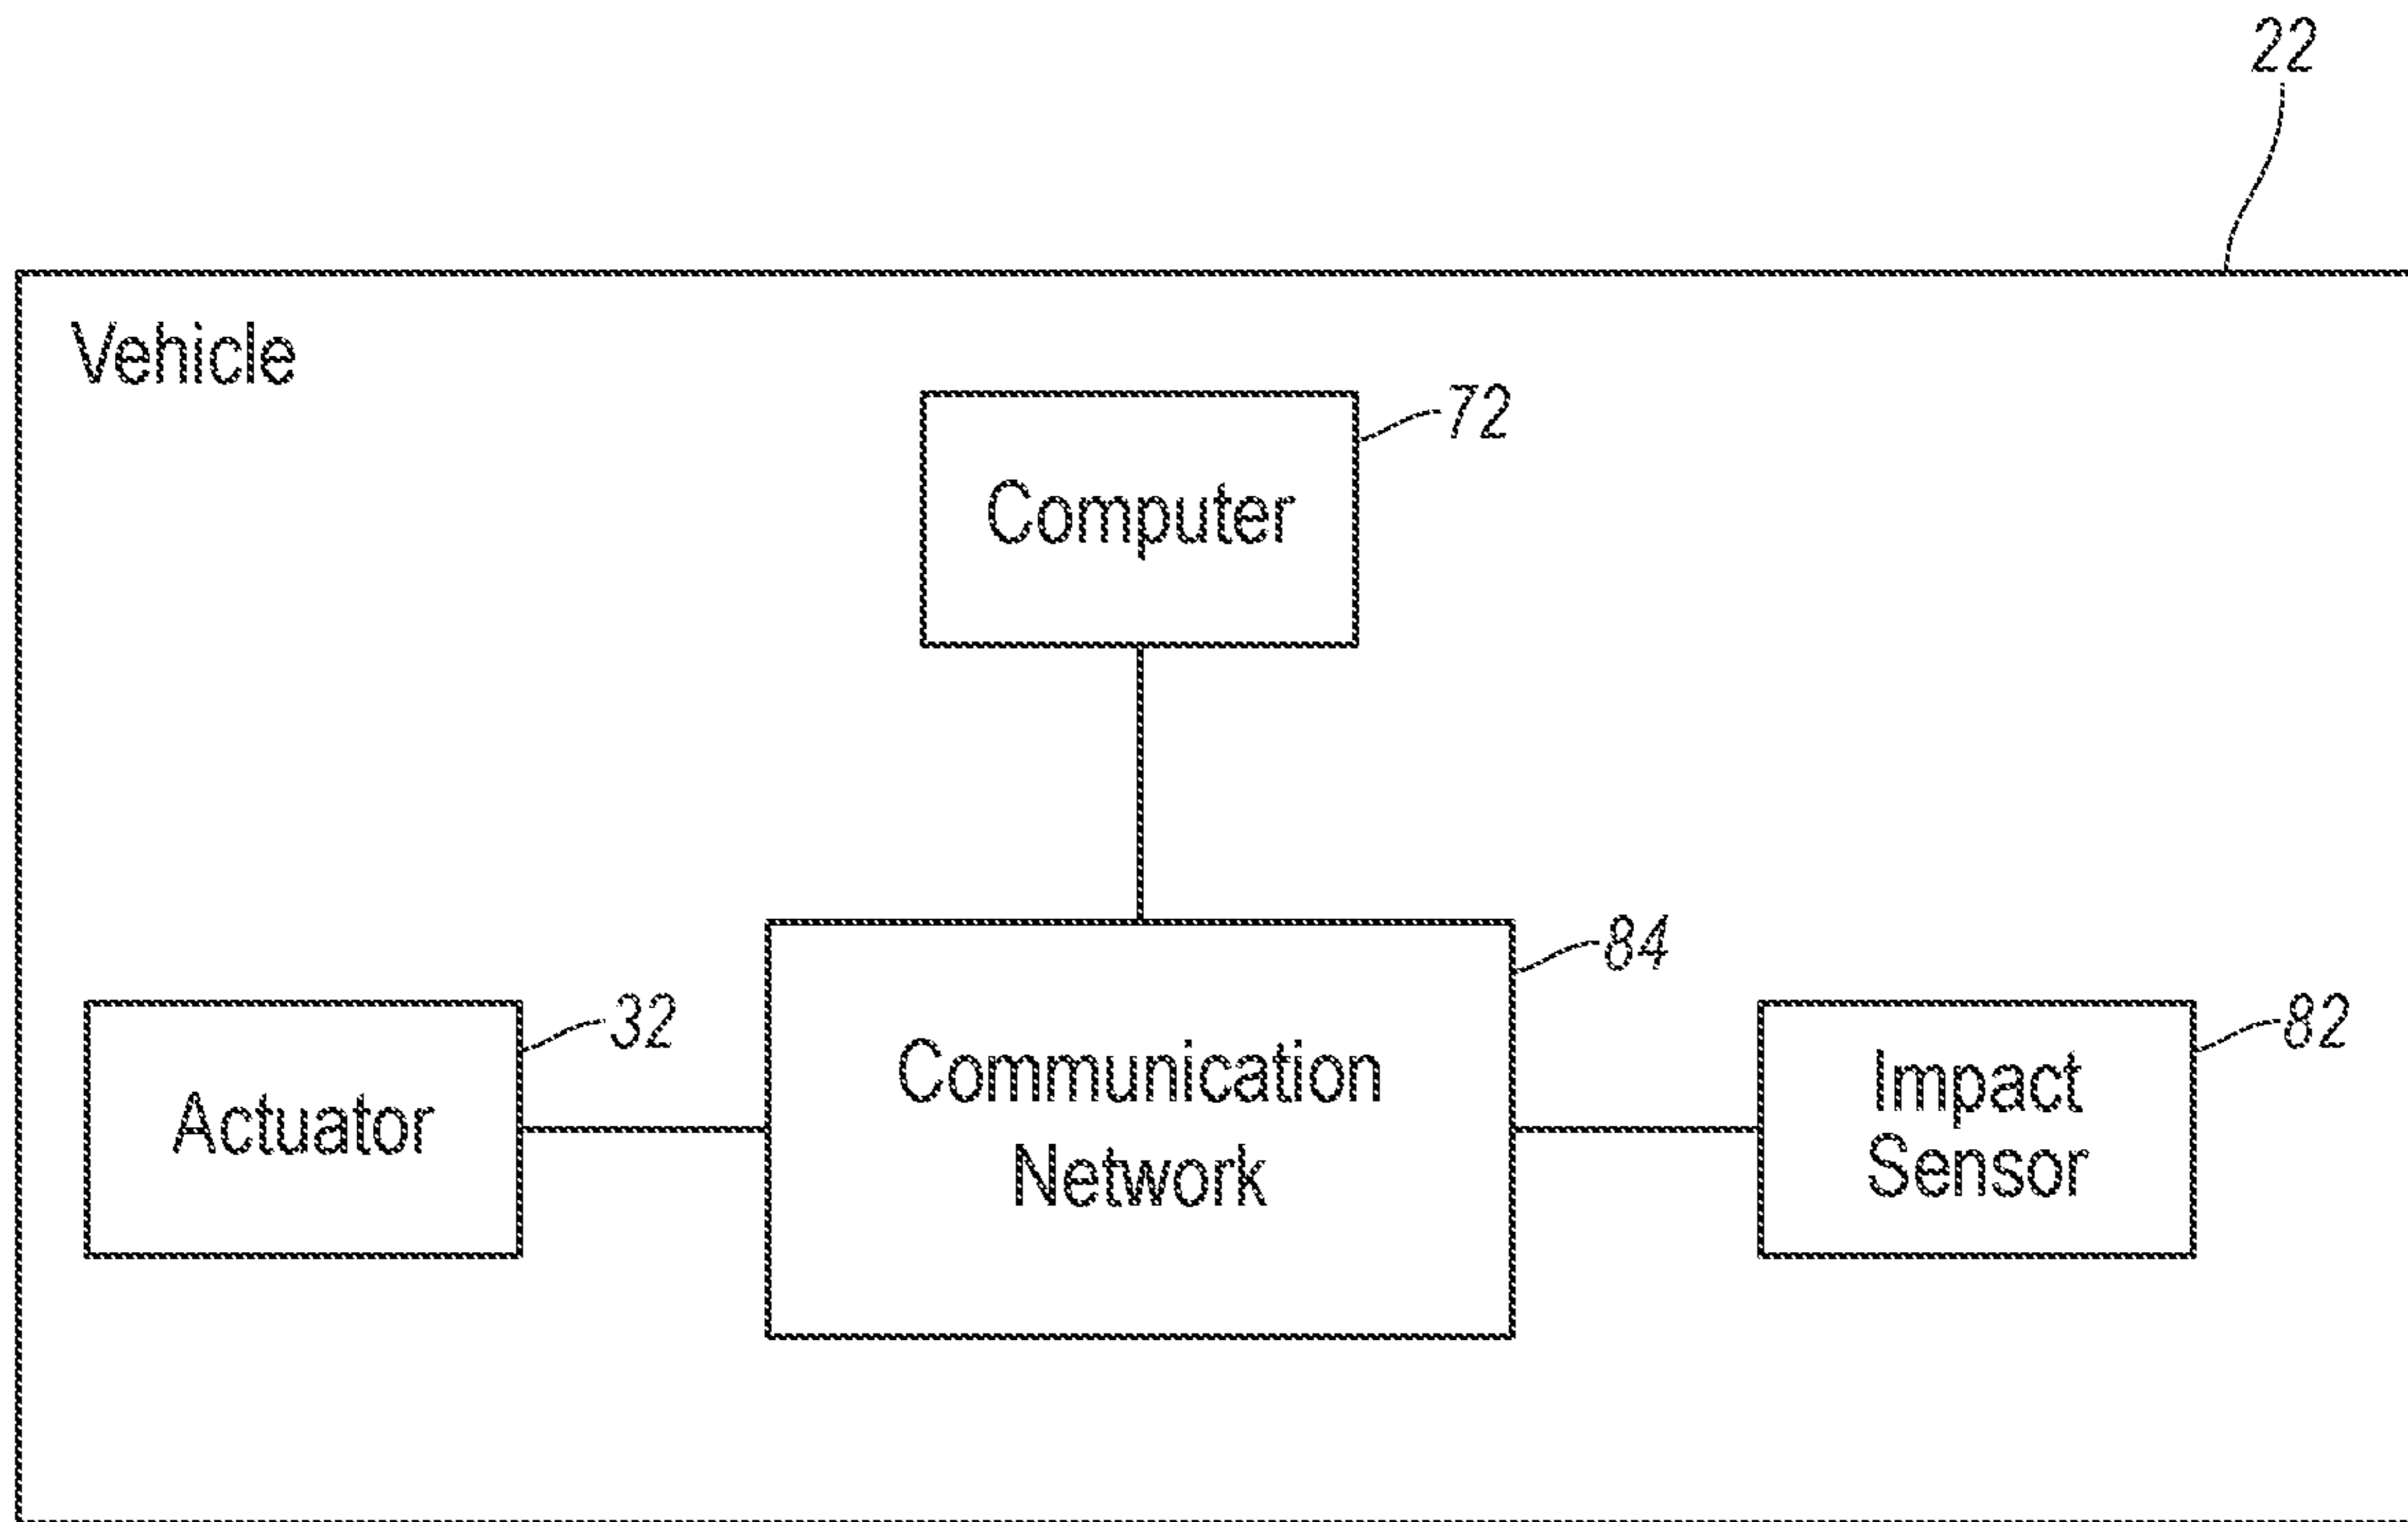 22
Vehicle
72
Computer
84
32
82
Communication
Network
Actuator
Impact
Sensor